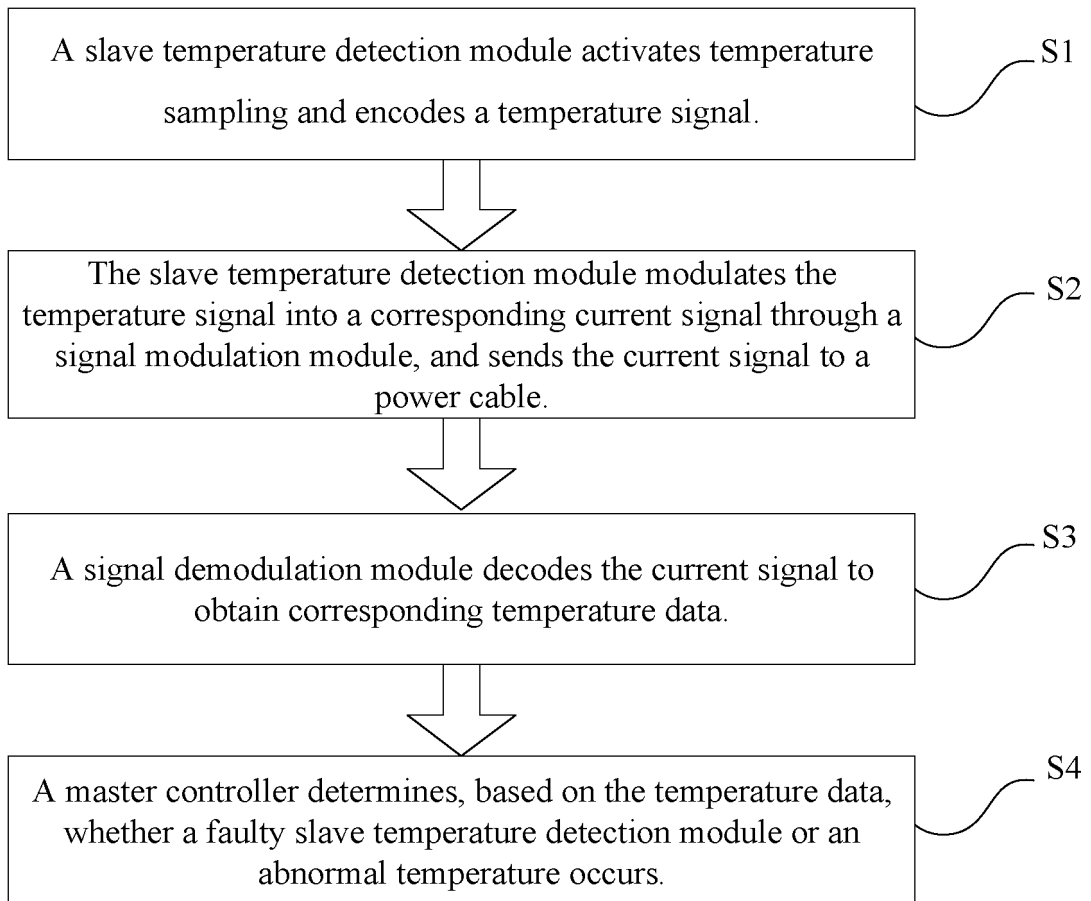 A slave temperature detection module activates temperature
sampling and encodes a temperature signal.
S1
The slave temperature detection module modulates the
temperature signal into a corresponding current signal through a
signal modulation module, and sends the current signal to a
power cable.
S2
A signal demodulation module decodes the current signal to
obtain corresponding temperature data.
S3
A master controller determines, based on the temperature data,
whether a faulty slave temperature detection module or an
abnormal temperature occurs.
S4